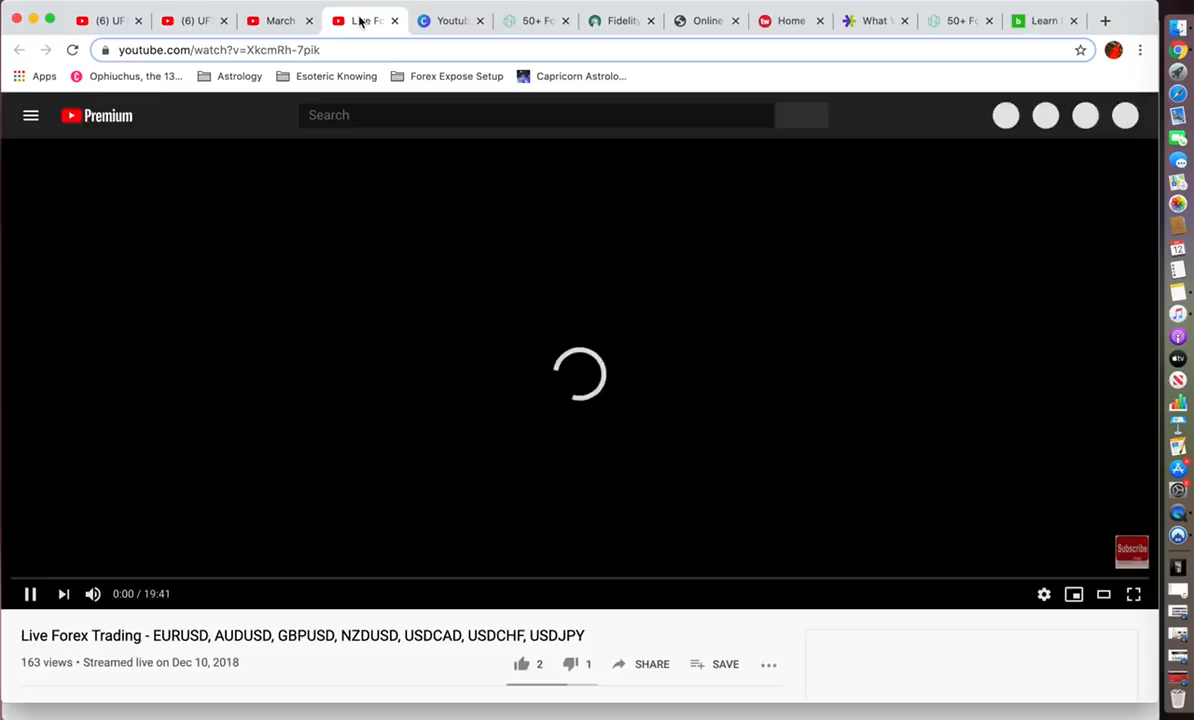 (6) UF
(6) UF
March
Live Fo
Youtub
50+ Fo
Fidelity
Online
Home
What
50+ Fo
Learn
youtube.com/watch?v=XkcmRh-7pik
Apps
Ophiuchus, the 13...
Astrology
Esoteric Knowing
Forex Expose Setup
Capricorn Astrolo...
Premium
Search
Subscribe
0:00 / 19:41
Live Forex Trading - EURUSD, AUDUSD, GBPUSD, NZDUSD, USDCAD, USDCHF, USDJPY
163 views • Streamed live on Dec 10, 2018
2
1
SHARE
SAVE
12
tv